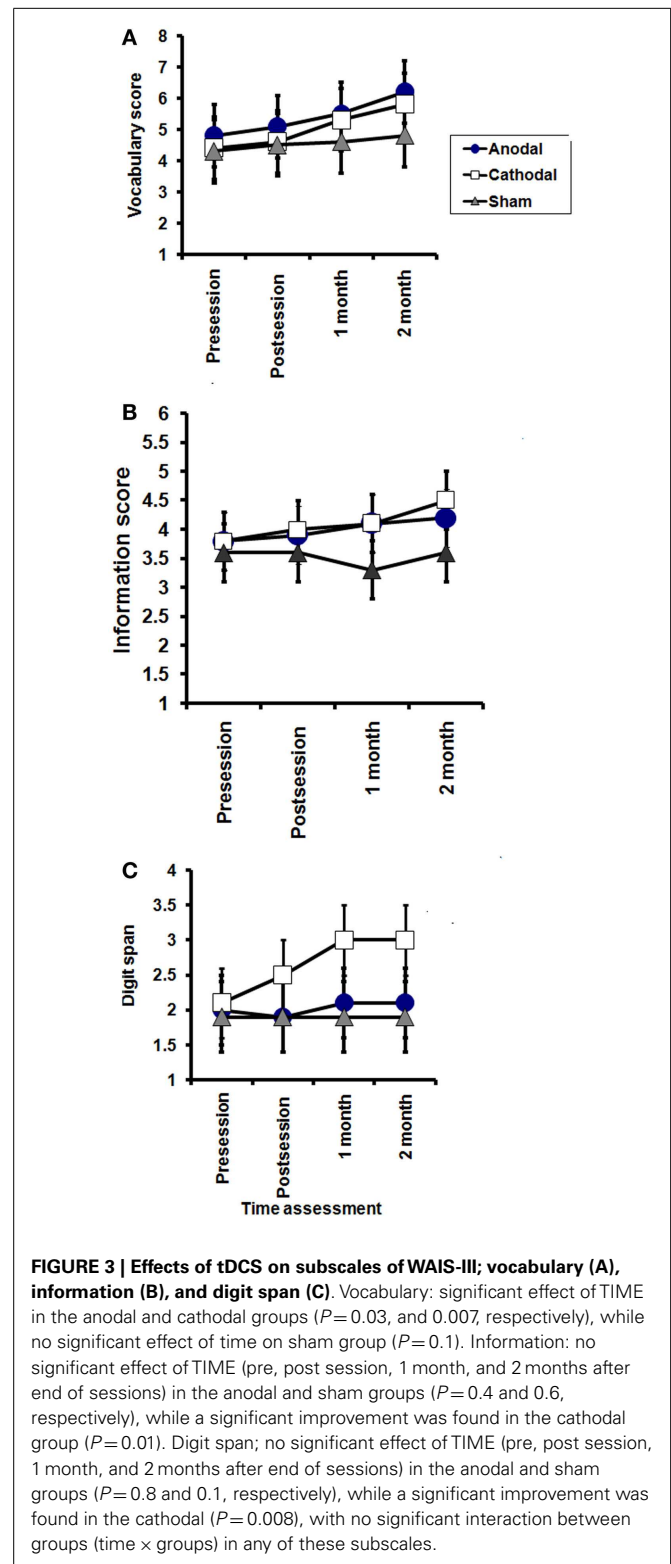 A
8
7
6
5
4
3
2
1
Vocabulary score
Presession
Postsession
1 month
2 month
Anodal
Cathodal
Sham
B
6
5.5
5
4.5
4
3.5
3
2.5
2
1.5
1
Information score
Presession
Postsession
1 month
2 month
C
4
3.5
3
2.5
2
1.5
1
Digit span
Presession
Postsession
1 month
2 month
Time assessment
FIGURE 3 | Effects of tDCS on subscales of WAIS-III; vocabulary (A),
information (B), and digit span (C). Vocabulary: significant effect of TIME
in the anodal and cathodal groups (P = 0.03, and 0.007, respectively), while
no significant effect of time on sham group (P = 0.1). Information: no
significant effect of TIME (pre, post session, 1 month, and 2 months after
end of sessions) in the anodal and sham groups (P = 0.4 and 0.6,
respectively), while a significant improvement was found in the cathodal
group (P = 0.01). Digit span; no significant effect of TIME (pre, post session,
1 month, and 2 months after end of sessions) in the anodal and sham
groups (P = 0.8 and 0.1, respectively), while a significant improvement was
found in the cathodal (P = 0.008), with no significant interaction between
groups (time × groups) in any of these subscales.